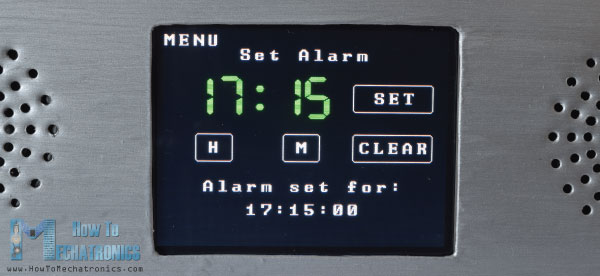 MENU
Set Alarm
17:15
SET
H
M
CLEAR
Alarm set for:
17:15:00
How To
Mechatronics
www.HowToMechatronics.com